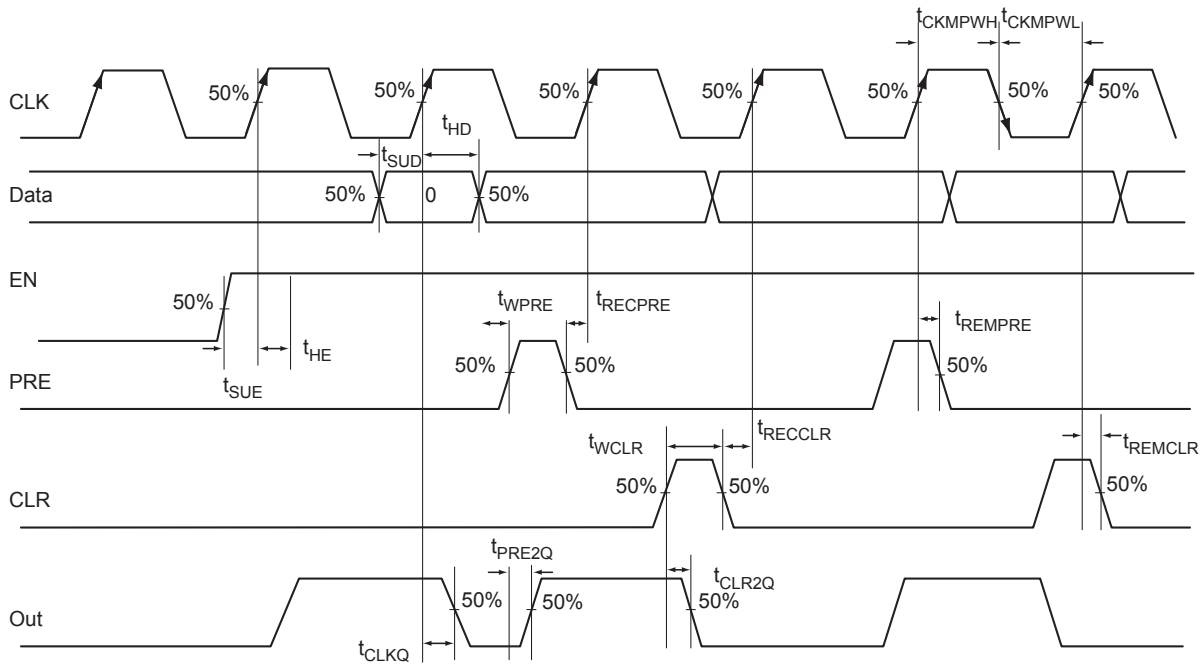 tCKMPWH tCKMPWL
CLK 50% 50% 50% 50% 50% 50% 50%
tSUD tHD
Data 50% 0 50%
EN 50%
tSUE tHE
tWPRE tRECPRE tREMPRE
PRE 50% 50% 50%
tWCLR tRECCLR tREMCLR
CLR 50% 50% 50%
tPRE2Q tCLR2Q
Out 50% 50% 50%
tCLKQ